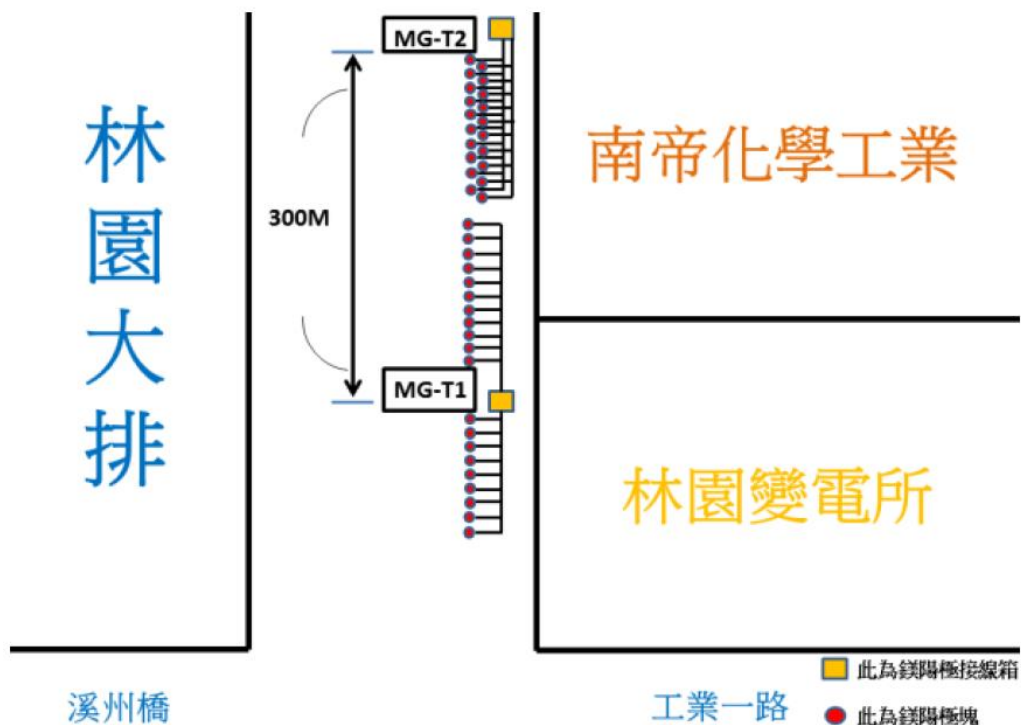 MG-T2
林園大排
南帝化學工業
300M
MG-T1
林園變電所
此為鎂陽極接線箱
溪州橋
工業一路
此為鎂陽極塊